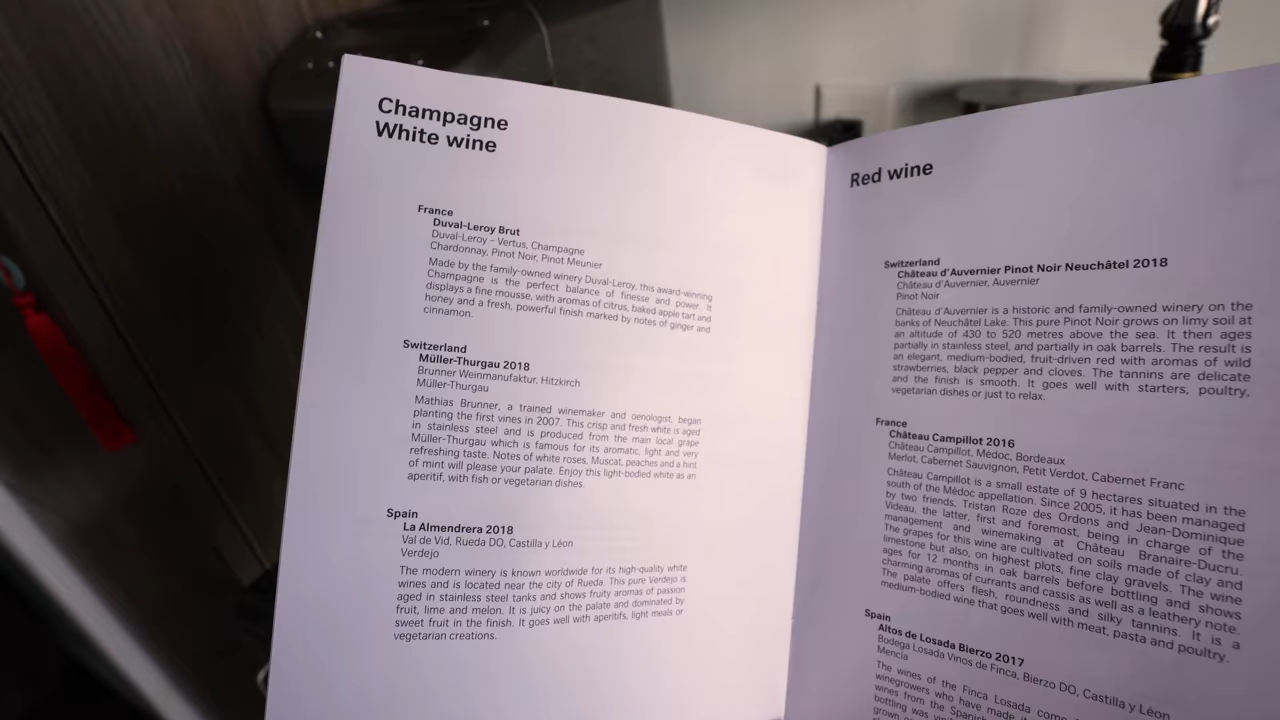 Champagne
White wine
France
Duval-Leroy Brut
Duval-Leroy – Vertus, Champagne
Chardonnay, Pinot Noir, Pinot Meunier
Made by the family-owned winery Duval-Leroy, this award-winning
Champagne is the perfect balance of finesse and power. It
displays a fine mousse, with aromas of citrus, baked apple tart and
honey and a fresh, powerful finish marked by notes of ginger and
cinnamon.
Switzerland
Müller-Thurgau 2018
Brunner Weinmanufaktur, Hitzkirch
Müller-Thurgau
Mathias Brunner, a trained winemaker and oenologist, began
planting the first vines in 2007. This crisp and fresh white is aged
in stainless steel and is produced from the main local grape
Müller-Thurgau which is famous for its aromatic, light and very
refreshing taste. Notes of white roses, Muscat, peaches and a hint
of mint will please your palate. Enjoy this light-bodied white as an
aperitif, with fish or vegetarian dishes.
Spain
La Almendrera 2018
Val de Vid, Rueda DO, Castilla y Léon
Verdejo
The modern winery is known worldwide for its high-quality white
wines and is located near the city of Rueda. This pure Verdejo is
aged in stainless steel tanks and shows fruity aromas of passion
fruit, lime and melon. It is juicy on the palate and dominated by
sweet fruit in the finish. It goes well with aperitifs, light meals or
vegetarian creations.
Red wine
Switzerland
Château d'Auvernier Pinot Noir Neuchâtel 2018
Château d'Auvernier, Auvernier
Pinot Noir
Château d'Auvernier is a historic and family-owned winery on the
banks of Neuchâtel Lake. This pure Pinot Noir grows on limy soil at
an altitude of 430 to 520 metres above the sea. It then ages
partially in stainless steel, and partially in oak barrels. The result is
an elegant, medium-bodied, fruit-driven red with aromas of wild
strawberries, black pepper and cloves. The tannins are delicate
and the finish is smooth. It goes well with starters, poultry,
vegetarian dishes or just to relax.
France
Château Campillot 2016
Château Campillot, Médoc, Bordeaux
Merlot, Cabernet Sauvignon, Petit Verdot, Cabernet Franc
Château Campillot is a small estate of 9 hectares situated in the
south of the Médoc appellation. Since 2005, it has been managed
by two friends, Tristan Roze des Ordons and Jean-Dominique
Videau, the latter, first and foremost, being in charge of the
management and winemaking at Château Branaire-Ducru.
The grapes for this wine are cultivated on soils made of clay and
limestone but also, on highest plots, fine clay gravels. The wine
ages for 12 months in oak barrels before bottling and shows
charming aromas of currants and cassis as well as a leathery note.
The palate offers flesh, roundness and silky tannins. It is a
medium-bodied wine that goes well with meat, pasta and poultry.
Spain
Altos de Losada Bierzo 2017
Bodega Losada Vinos de Finca, Bierzo DO, Castilla y Léon
Mencía
The wines of the Finca Losada
winegrowers who have made
wines from the Spanish
bottling was
grown